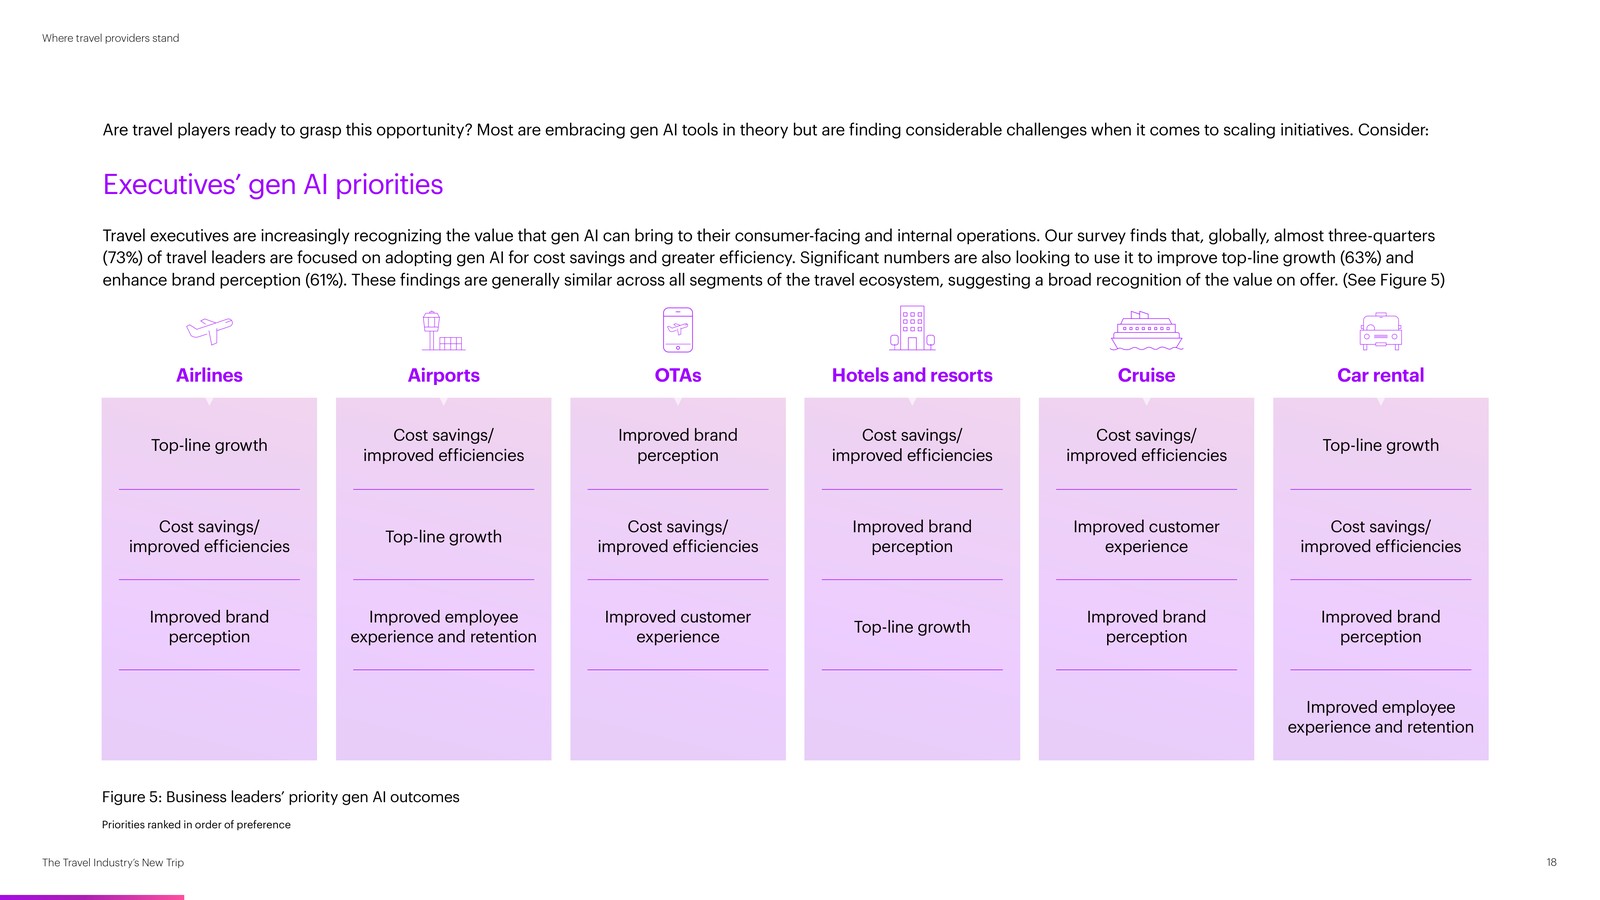 Where travel providers stand
Are travel players ready to grasp this opportunity? Most are embracing gen AI tools in theory but are finding considerable challenges when it comes to scaling initiatives. Consider:
Executives’ gen AI priorities
Travel executives are increasingly recognizing the value that gen AI can bring to their consumer-facing and internal operations. Our survey finds that, globally, almost three-quarters
(73%) of travel leaders are focused on adopting gen AI for cost savings and greater efficiency. Significant numbers are also looking to use it to improve top-line growth (63%) and
enhance brand perception (61%). These findings are generally similar across all segments of the travel ecosystem, suggesting a broad recognition of the value on offer. (See Figure 5)
Airlines
Top-line growth
Cost savings/
improved efficiencies
Improved brand
perception
Airports
Cost savings/
improved efficiencies
Top-line growth
Improved employee
experience and retention
OTAs
Improved brand
perception
Cost savings/
improved efficiencies
Improved customer
experience
Hotels and resorts
Cost savings/
improved efficiencies
Improved brand
perception
Top-line growth
Cruise
Cost savings/
improved efficiencies
Improved customer
experience
Improved brand
perception
Car rental
Top-line growth
Cost savings/
improved efficiencies
Improved brand
perception
Improved employee
experience and retention
Figure 5: Business leaders’ priority gen AI outcomes
Priorities ranked in order of preference
The Travel Industry’s New Trip
18